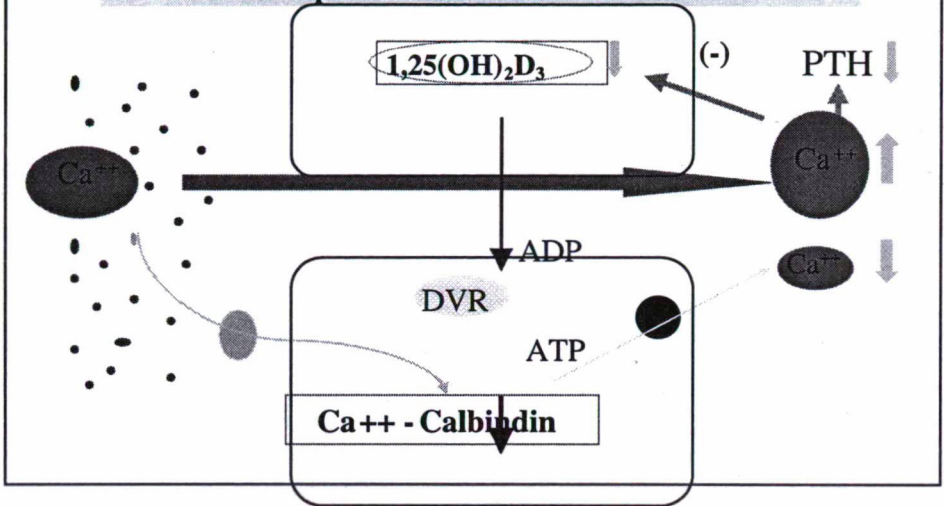 1,25(OH)₂D₃
(-)
PTH
Ca⁺⁺
Ca⁺⁺
ADP
Ca⁺⁺
DVR
ATP
Ca++ - Calbindin